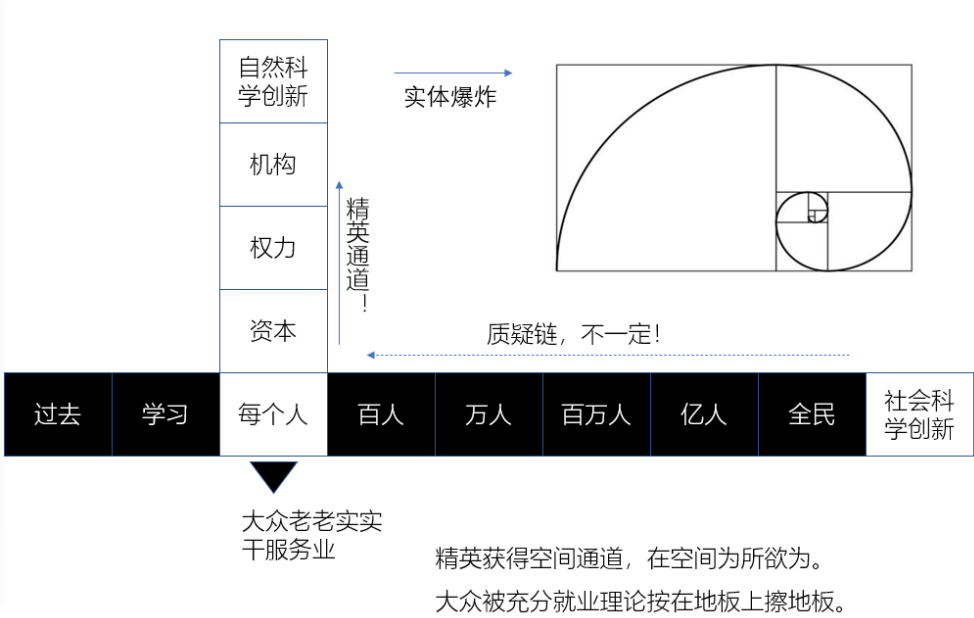 自然科
学创新
实体爆炸
机构
精英通道！
权力
资本
质疑链，不一定！
过去
学习
每个人
百人
万人
百万人
亿人
全民
社会科
学创新
大众老老实实
干服务业
精英获得空间通道，在空间为所欲为。
大众被充分就业理论按在地板上擦地板。